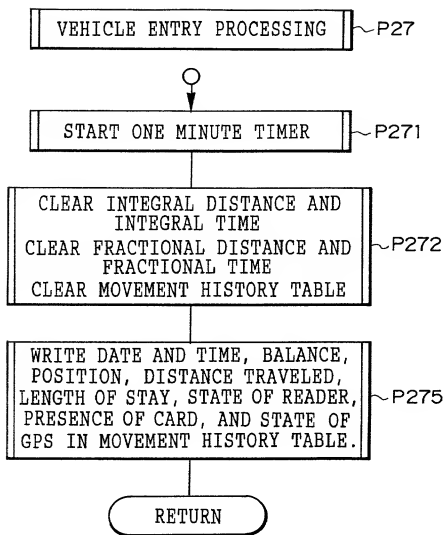 VEHICLE ENTRY PROCESSING P27
START ONE MINUTE TIMER P271
CLEAR INTEGRAL DISTANCE AND
INTEGRAL TIME
CLEAR FRACTIONAL DISTANCE AND
FRACTIONAL TIME
CLEAR MOVEMENT HISTORY TABLE
P272
WRITE DATE AND TIME, BALANCE,
POSITION, DISTANCE TRAVELED,
LENGTH OF STAY, STATE OF READER,
PRESENCE OF CARD, AND STATE OF
GPS IN MOVEMENT HISTORY TABLE.
P275
RETURN